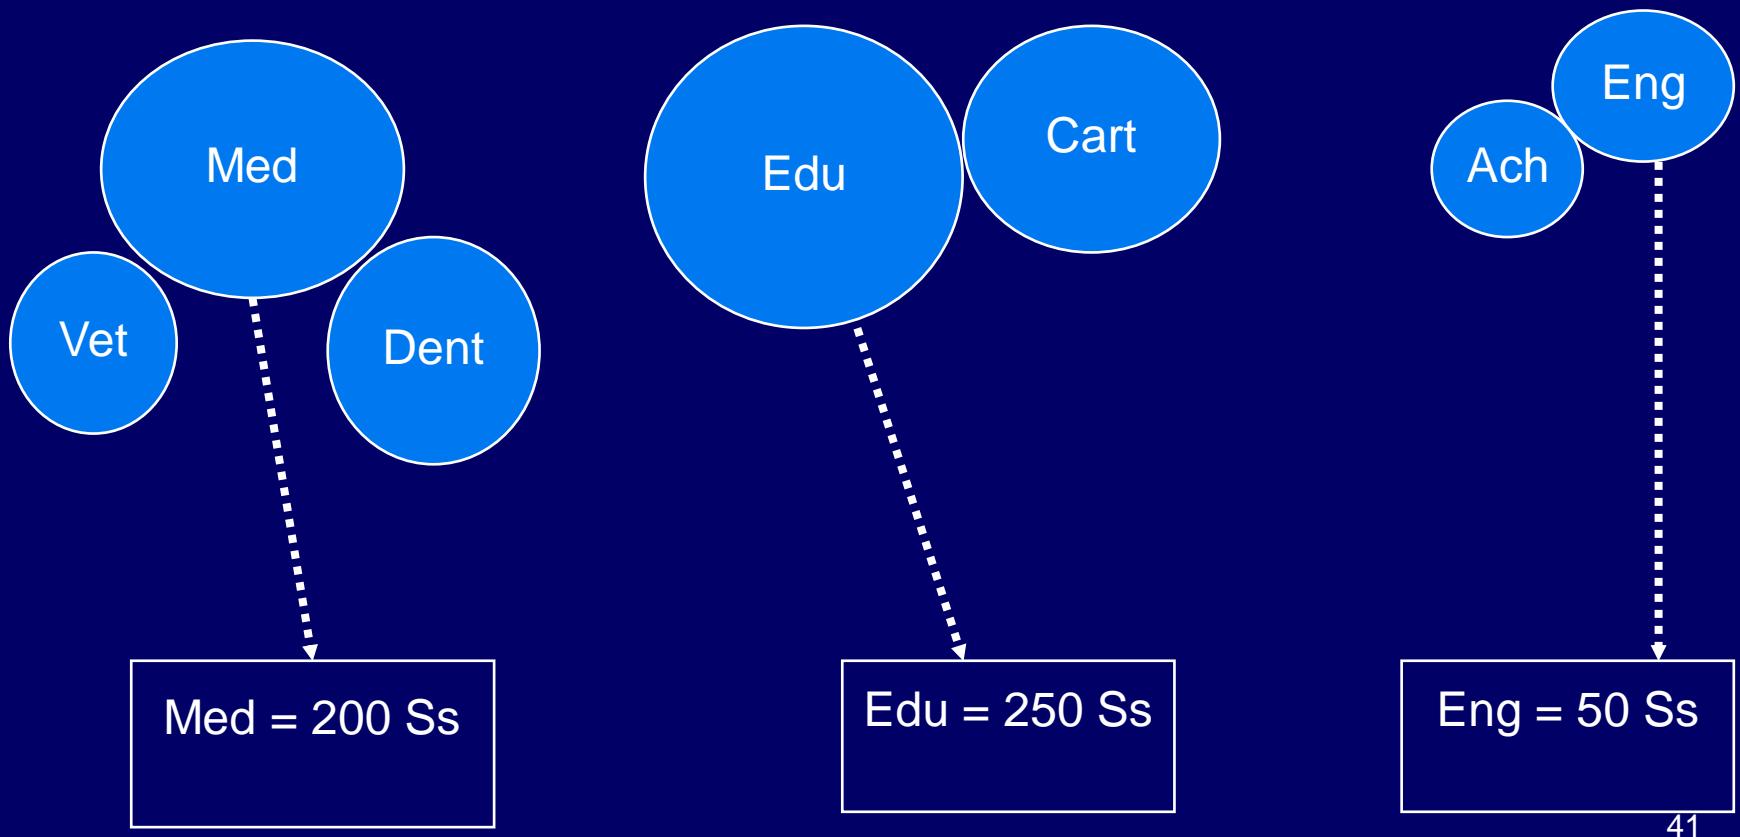 Med
Vet
Dent
Edu
Cart
Eng
Ach
Med = 200 Ss
Edu = 250 Ss
Eng = 50 Ss
41